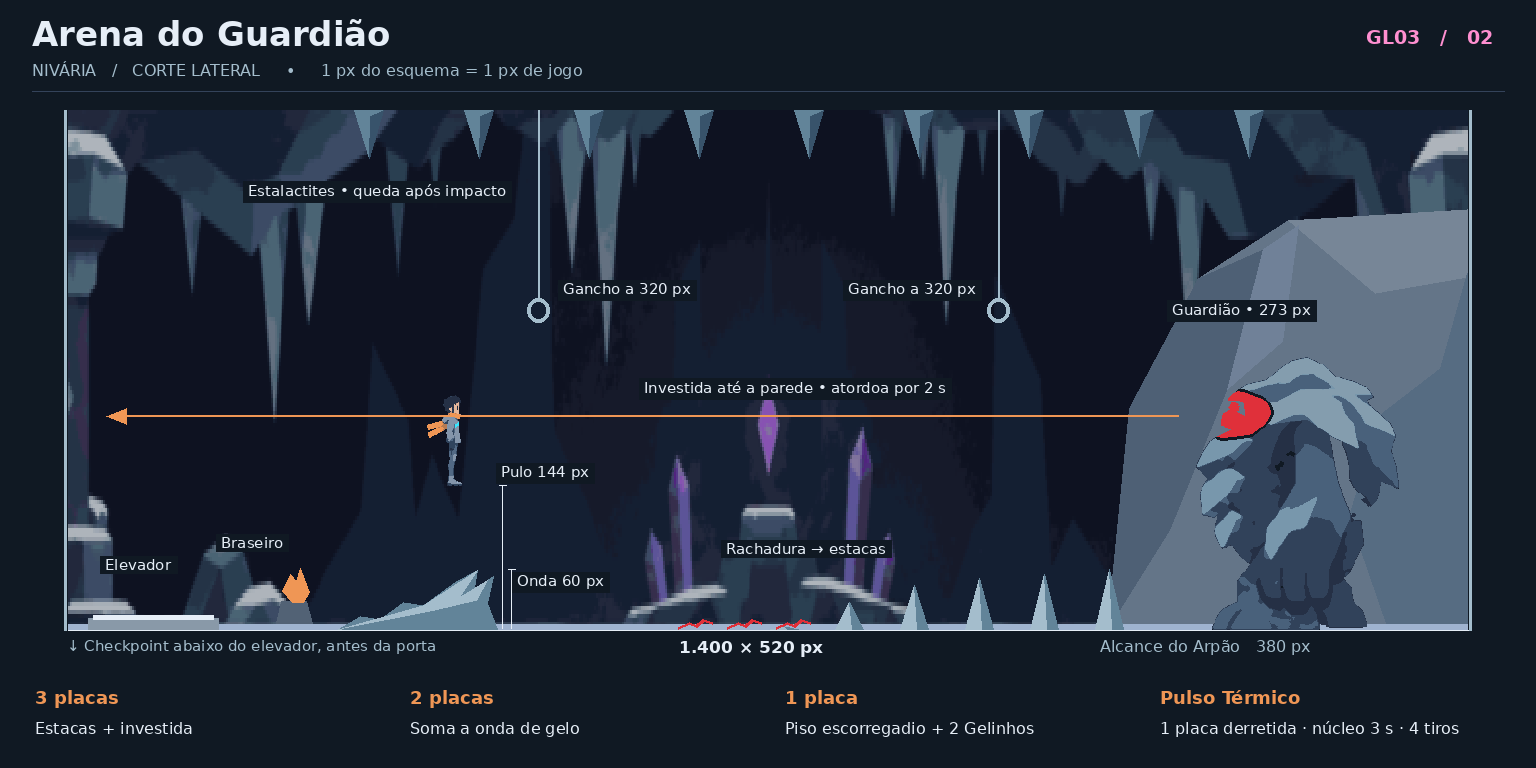 Arena do Guardião
GL03 / 02
NIVÁRIA / CORTE LATERAL • 1 px do esquema = 1 px de jogo
Estalactites • queda após impacto
Gancho a 320 px
Gancho a 320 px
Guardião • 273 px
Investida até a parede • atordoa por 2 s
Pulo 144 px
Braseiro
Rachadura → estacas
Elevador
Onda 60 px
↓ Checkpoint abaixo do elevador, antes da porta
1.400 × 520 px
Alcance do Arpão 380 px
3 placas
Estacas + investida
2 placas
Soma a onda de gelo
1 placa
Piso escorregadio + 2 Gelinhos
Pulso Térmico
1 placa derretida · núcleo 3 s · 4 tiros